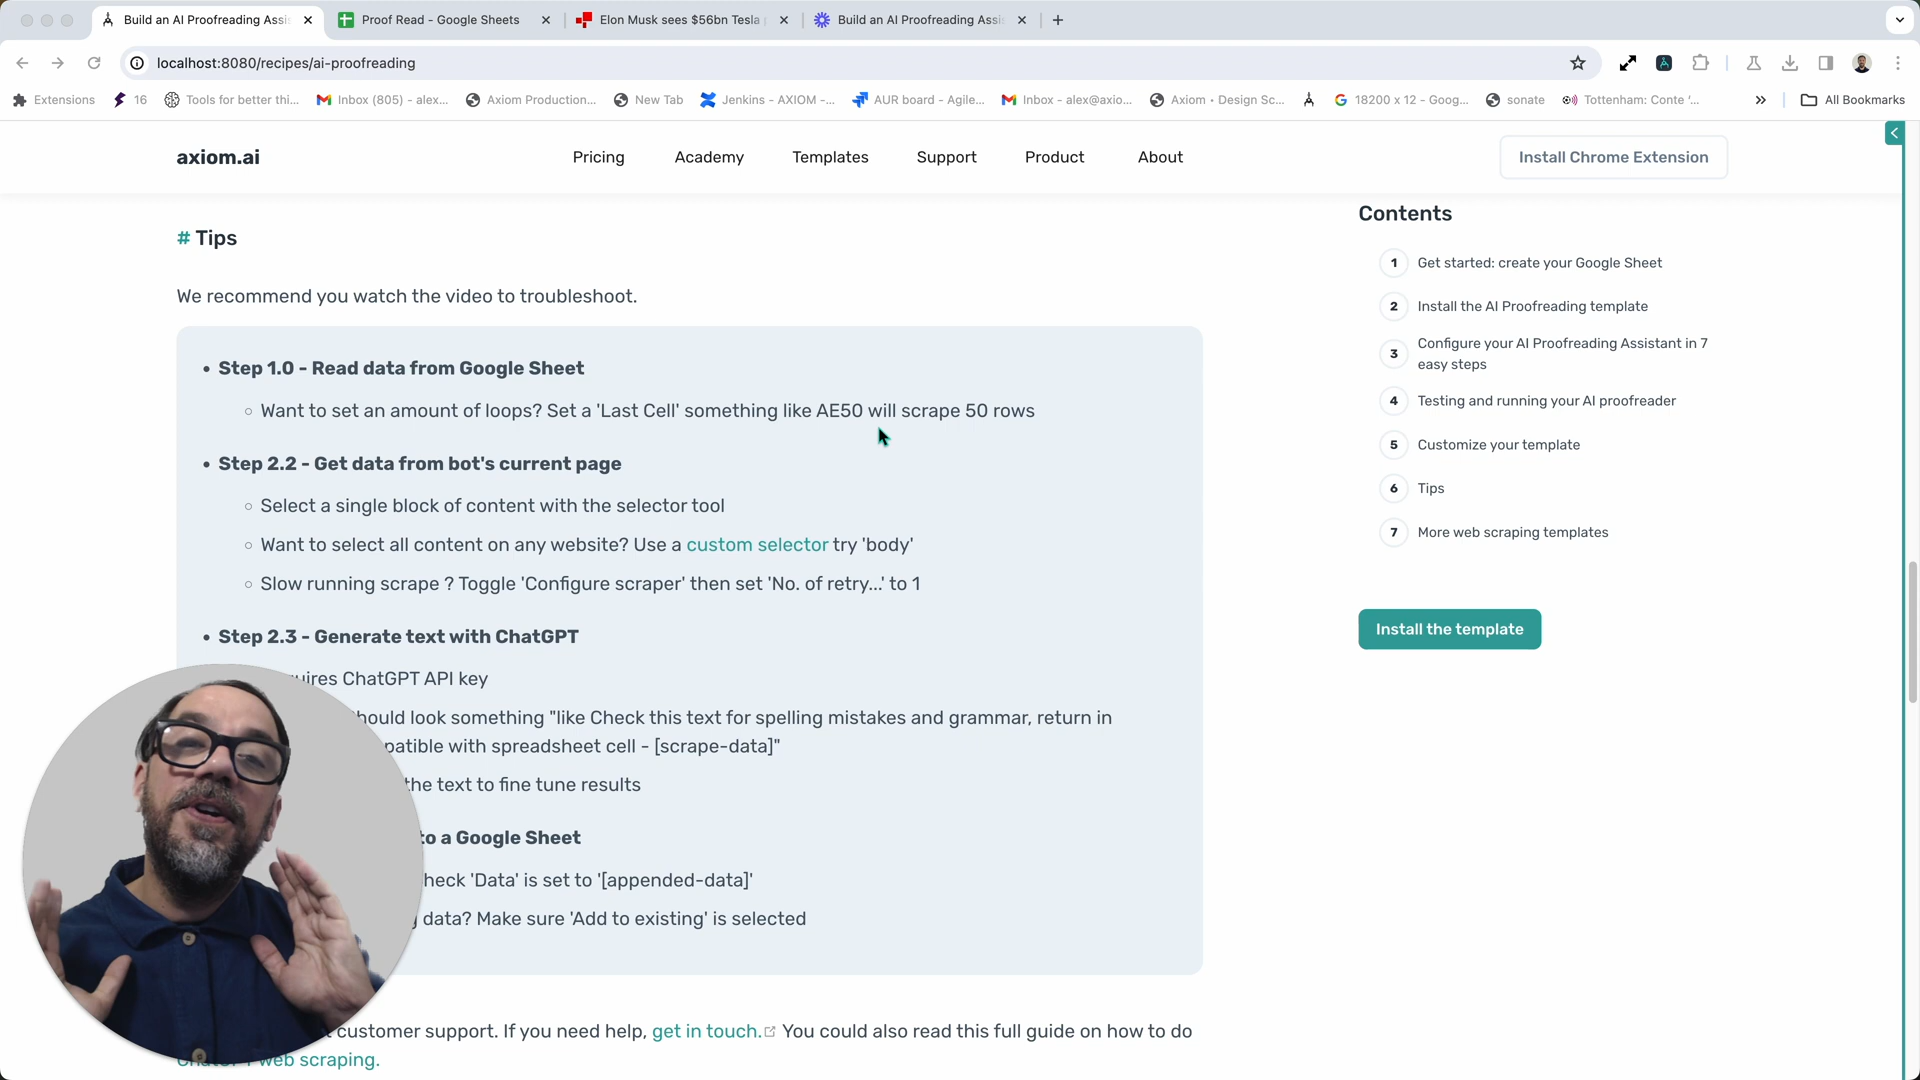 Build an AI Proofreading Assis
Proof Read - Google Sheets
Elon Musk sees $56bn Tesla
Build an AI Proofreading Assis
localhost:8080/recipes/ai-proofreading
Extensions
16
Tools for better thi...
Inbox (805) - alex...
Axiom Production...
New Tab
Jenkins - AXIOM -...
AUR board - Agile...
Inbox - alex@axio...
Axiom • Design Sc...
18200 x 12 - Goog...
sonate
Tottenham: Conte ‘...
»
All Bookmarks
axiom.ai
Pricing
Academy
Templates
Support
Product
About
Install Chrome Extension
# Tips
We recommend you watch the video to troubleshoot.
• Step 1.0 - Read data from Google Sheet
Want to set an amount of loops? Set a 'Last Cell' something like AE50 will scrape 50 rows
• Step 2.2 - Get data from bot's current page
Select a single block of content with the selector tool
Want to select all content on any website? Use a custom selector try 'body'
Slow running scrape ? Toggle 'Configure scraper' then set 'No. of retry...' to 1
• Step 2.3 - Generate text with ChatGPT
uires ChatGPT API key
hould look something "like Check this text for spelling mistakes and grammar, return in
patible with spreadsheet cell - [scrape-data]"
the text to fine tune results
to a Google Sheet
heck 'Data' is set to '[appended-data]'
data? Make sure 'Add to existing' is selected
customer support. If you need help, get in touch. You could also read this full guide on how to do
web scraping.
Contents
1 Get started: create your Google Sheet
2 Install the AI Proofreading template
3 Configure your AI Proofreading Assistant in 7
easy steps
4 Testing and running your AI proofreader
5 Customize your template
6 Tips
7 More web scraping templates
Install the template